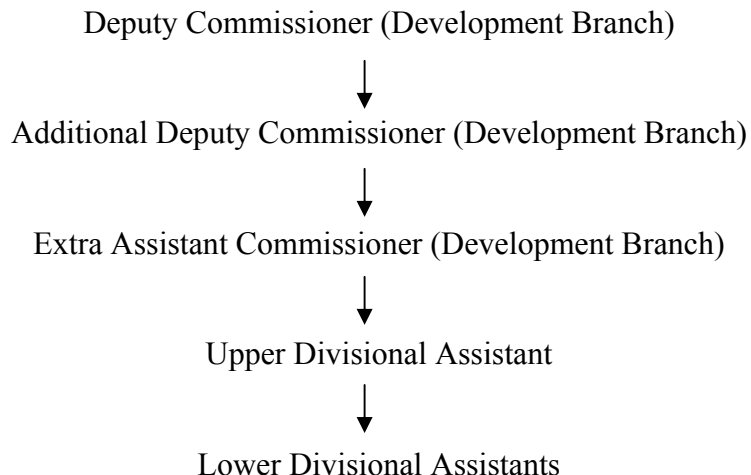 Deputy Commissioner (Development Branch)
Additional Deputy Commissioner (Development Branch)
Extra Assistant Commissioner (Development Branch)
Upper Divisional Assistant
Lower Divisional Assistants